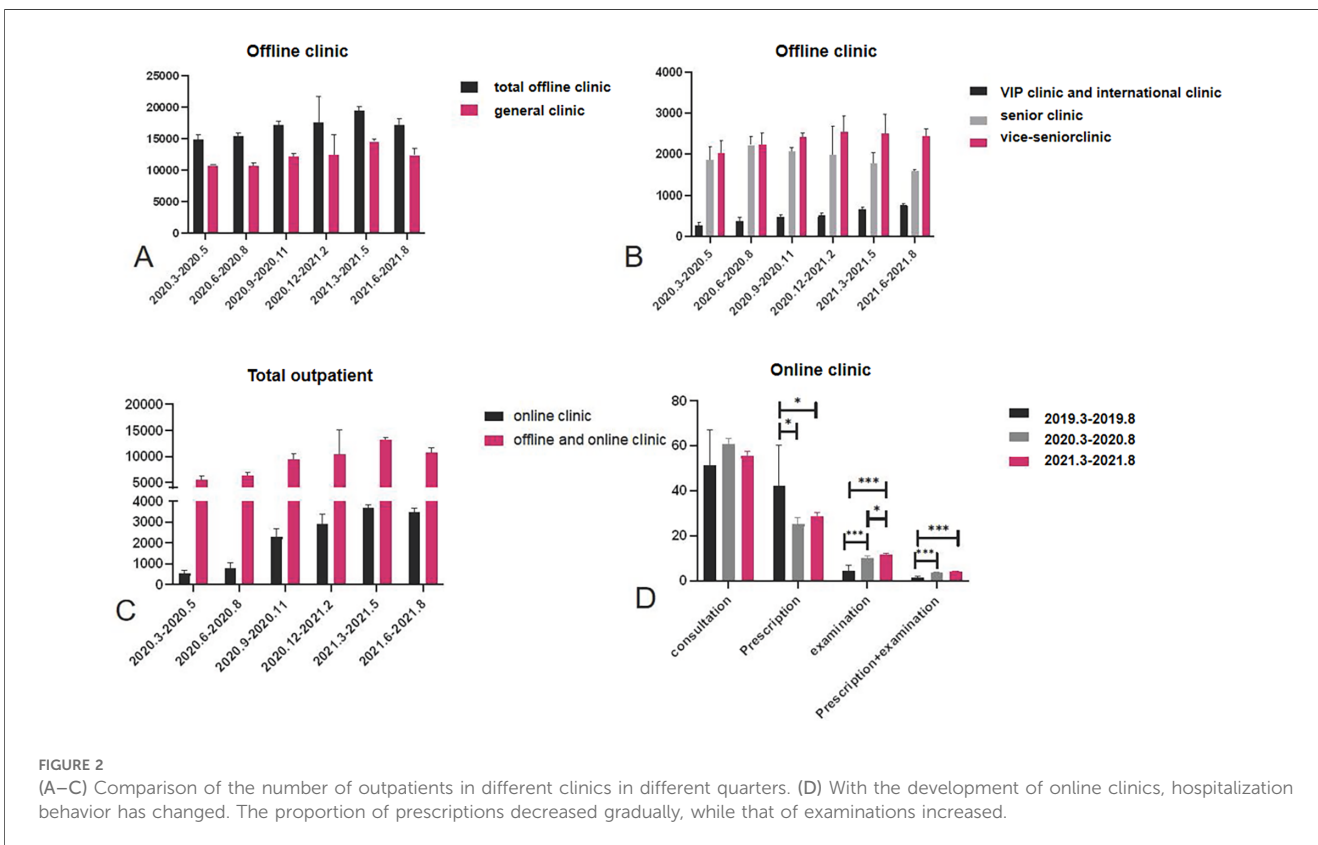 Offline clinic
25000
20000
15000
10000
5000
0
total offline clinic
general clinic
2020.3-2020.5
2020.6-2020.8
2020.9-2020.11
2020.12-2021.2
2021.3-2021.5
2021.6-2021.8
A
Offline clinic
4000
3000
2000
1000
0
VIP clinic and international clinic
senior clinic
vice-seniorclinic
2020.3-2020.5
2020.6-2020.8
2020.9-2020.11
2020.12-2021.2
2021.3-2021.5
2021.6-2021.8
B
Total outpatient
20000
15000
10000
5000
4000
3000
2000
1000
0
online clinic
offline and online clinic
2020.3-2020.5
2020.6-2020.8
2020.9-2020.11
2020.12-2021.2
2021.3-2021.5
2021.6-2021.8
C
Online clinic
80
60
40
20
0
*
*
***
*
***
***
***
2019.3-2019.8
2020.3-2020.8
2021.3-2021.8
consultation
Prescription
examination
Prescription+examination
D
FIGURE 2
(A–C) Comparison of the number of outpatients in different clinics in different quarters. (D) With the development of online clinics, hospitalization
behavior has changed. The proportion of prescriptions decreased gradually, while that of examinations increased.